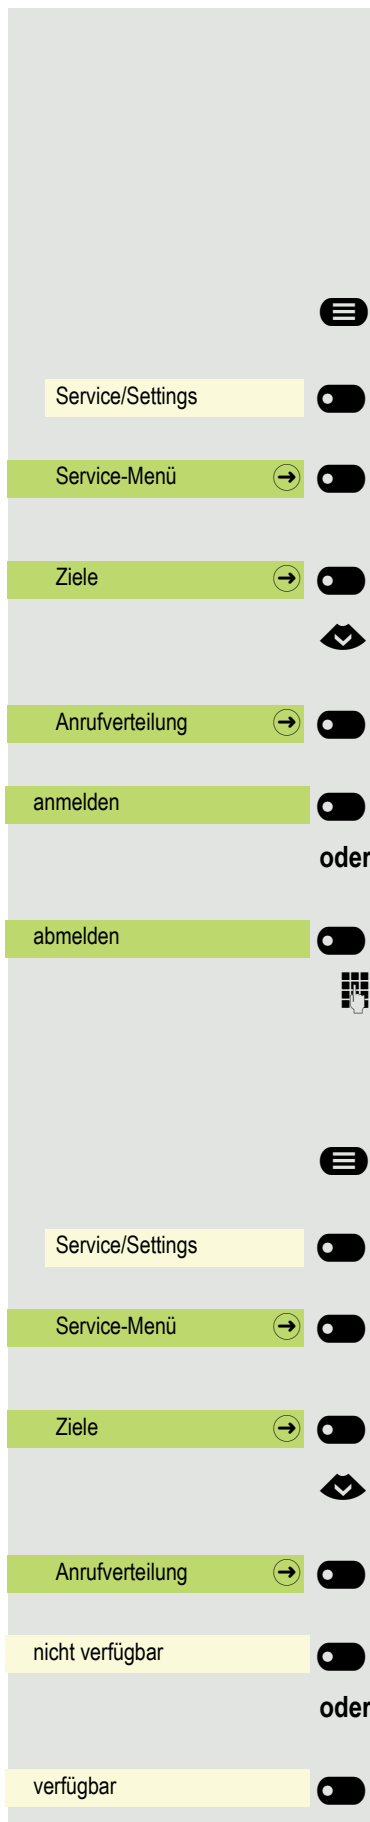 Service/Settings
Service-Menü
Ziele
Anrufverteilung
anmelden
oder
abmelden
Service/Settings
Service-Menü
Ziele
Anrufverteilung
nicht verfügbar
oder
verfügbar